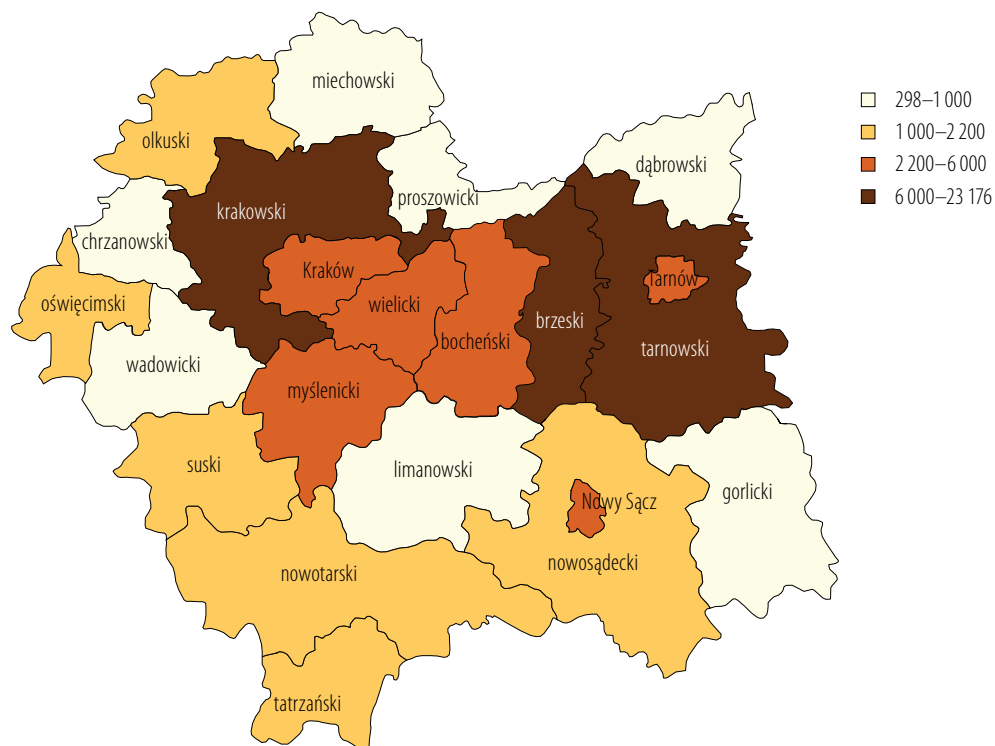 miechowski
298–1 000
1 000–2 200
2 200–6 000
6 000–23 176
olkuski
dąbrowski
proszowicki
krakowski
chrzanowski
Kraków
Tarnów
oświęcimski
wielicki
brzeski
bocheński
tarnowski
wadowicki
myślenicki
suski
limanowski
gorlicki
Nowy Sącz
nowosądecki
nowotarski
tatrzański